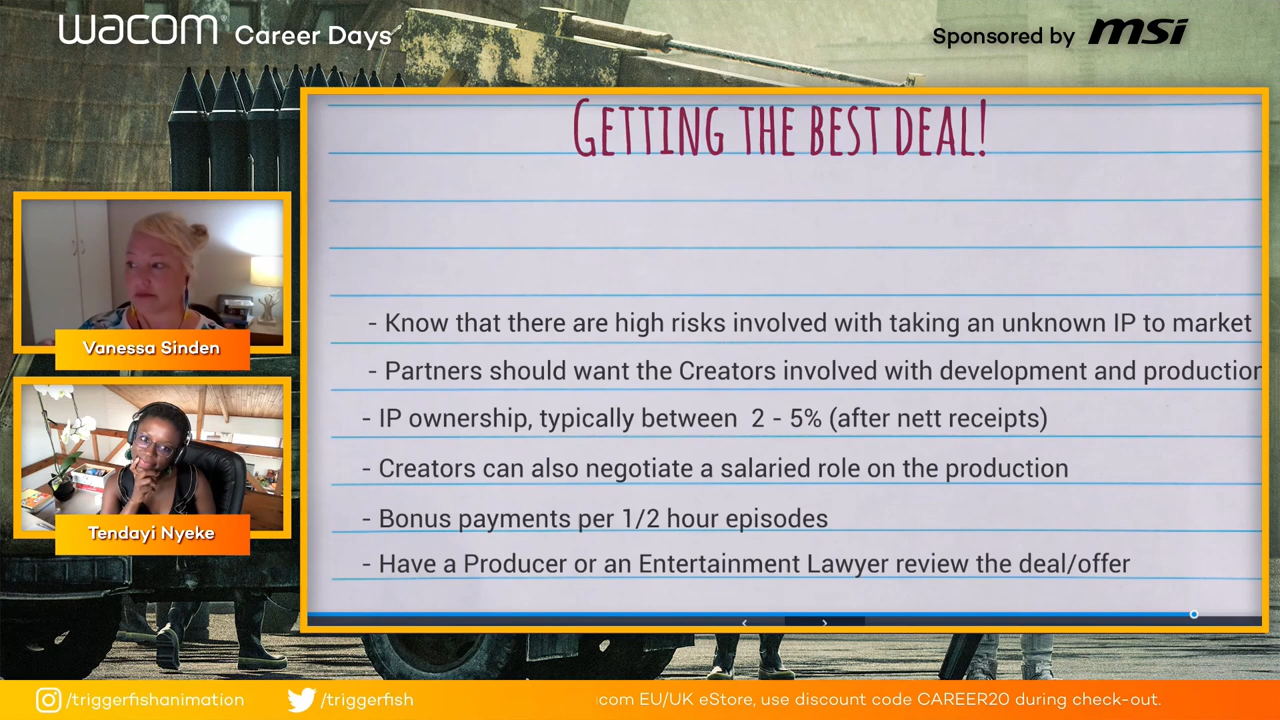 wacom Career Days
Sponsored by msi
GETTING THE BEST DEAL!
- Know that there are high risks involved with taking an unknown IP to market
- Partners should want the Creators involved with development and production
- IP ownership, typically between 2 - 5% (after nett receipts)
- Creators can also negotiate a salaried role on the production
- Bonus payments per 1/2 hour episodes
- Have a Producer or an Entertainment Lawyer review the deal/offer
Vanessa Sinden
Tendayi Nyeke
/triggerfishanimation
/triggerfish
com EU/UK eStore, use discount code CAREER20 during check-out.